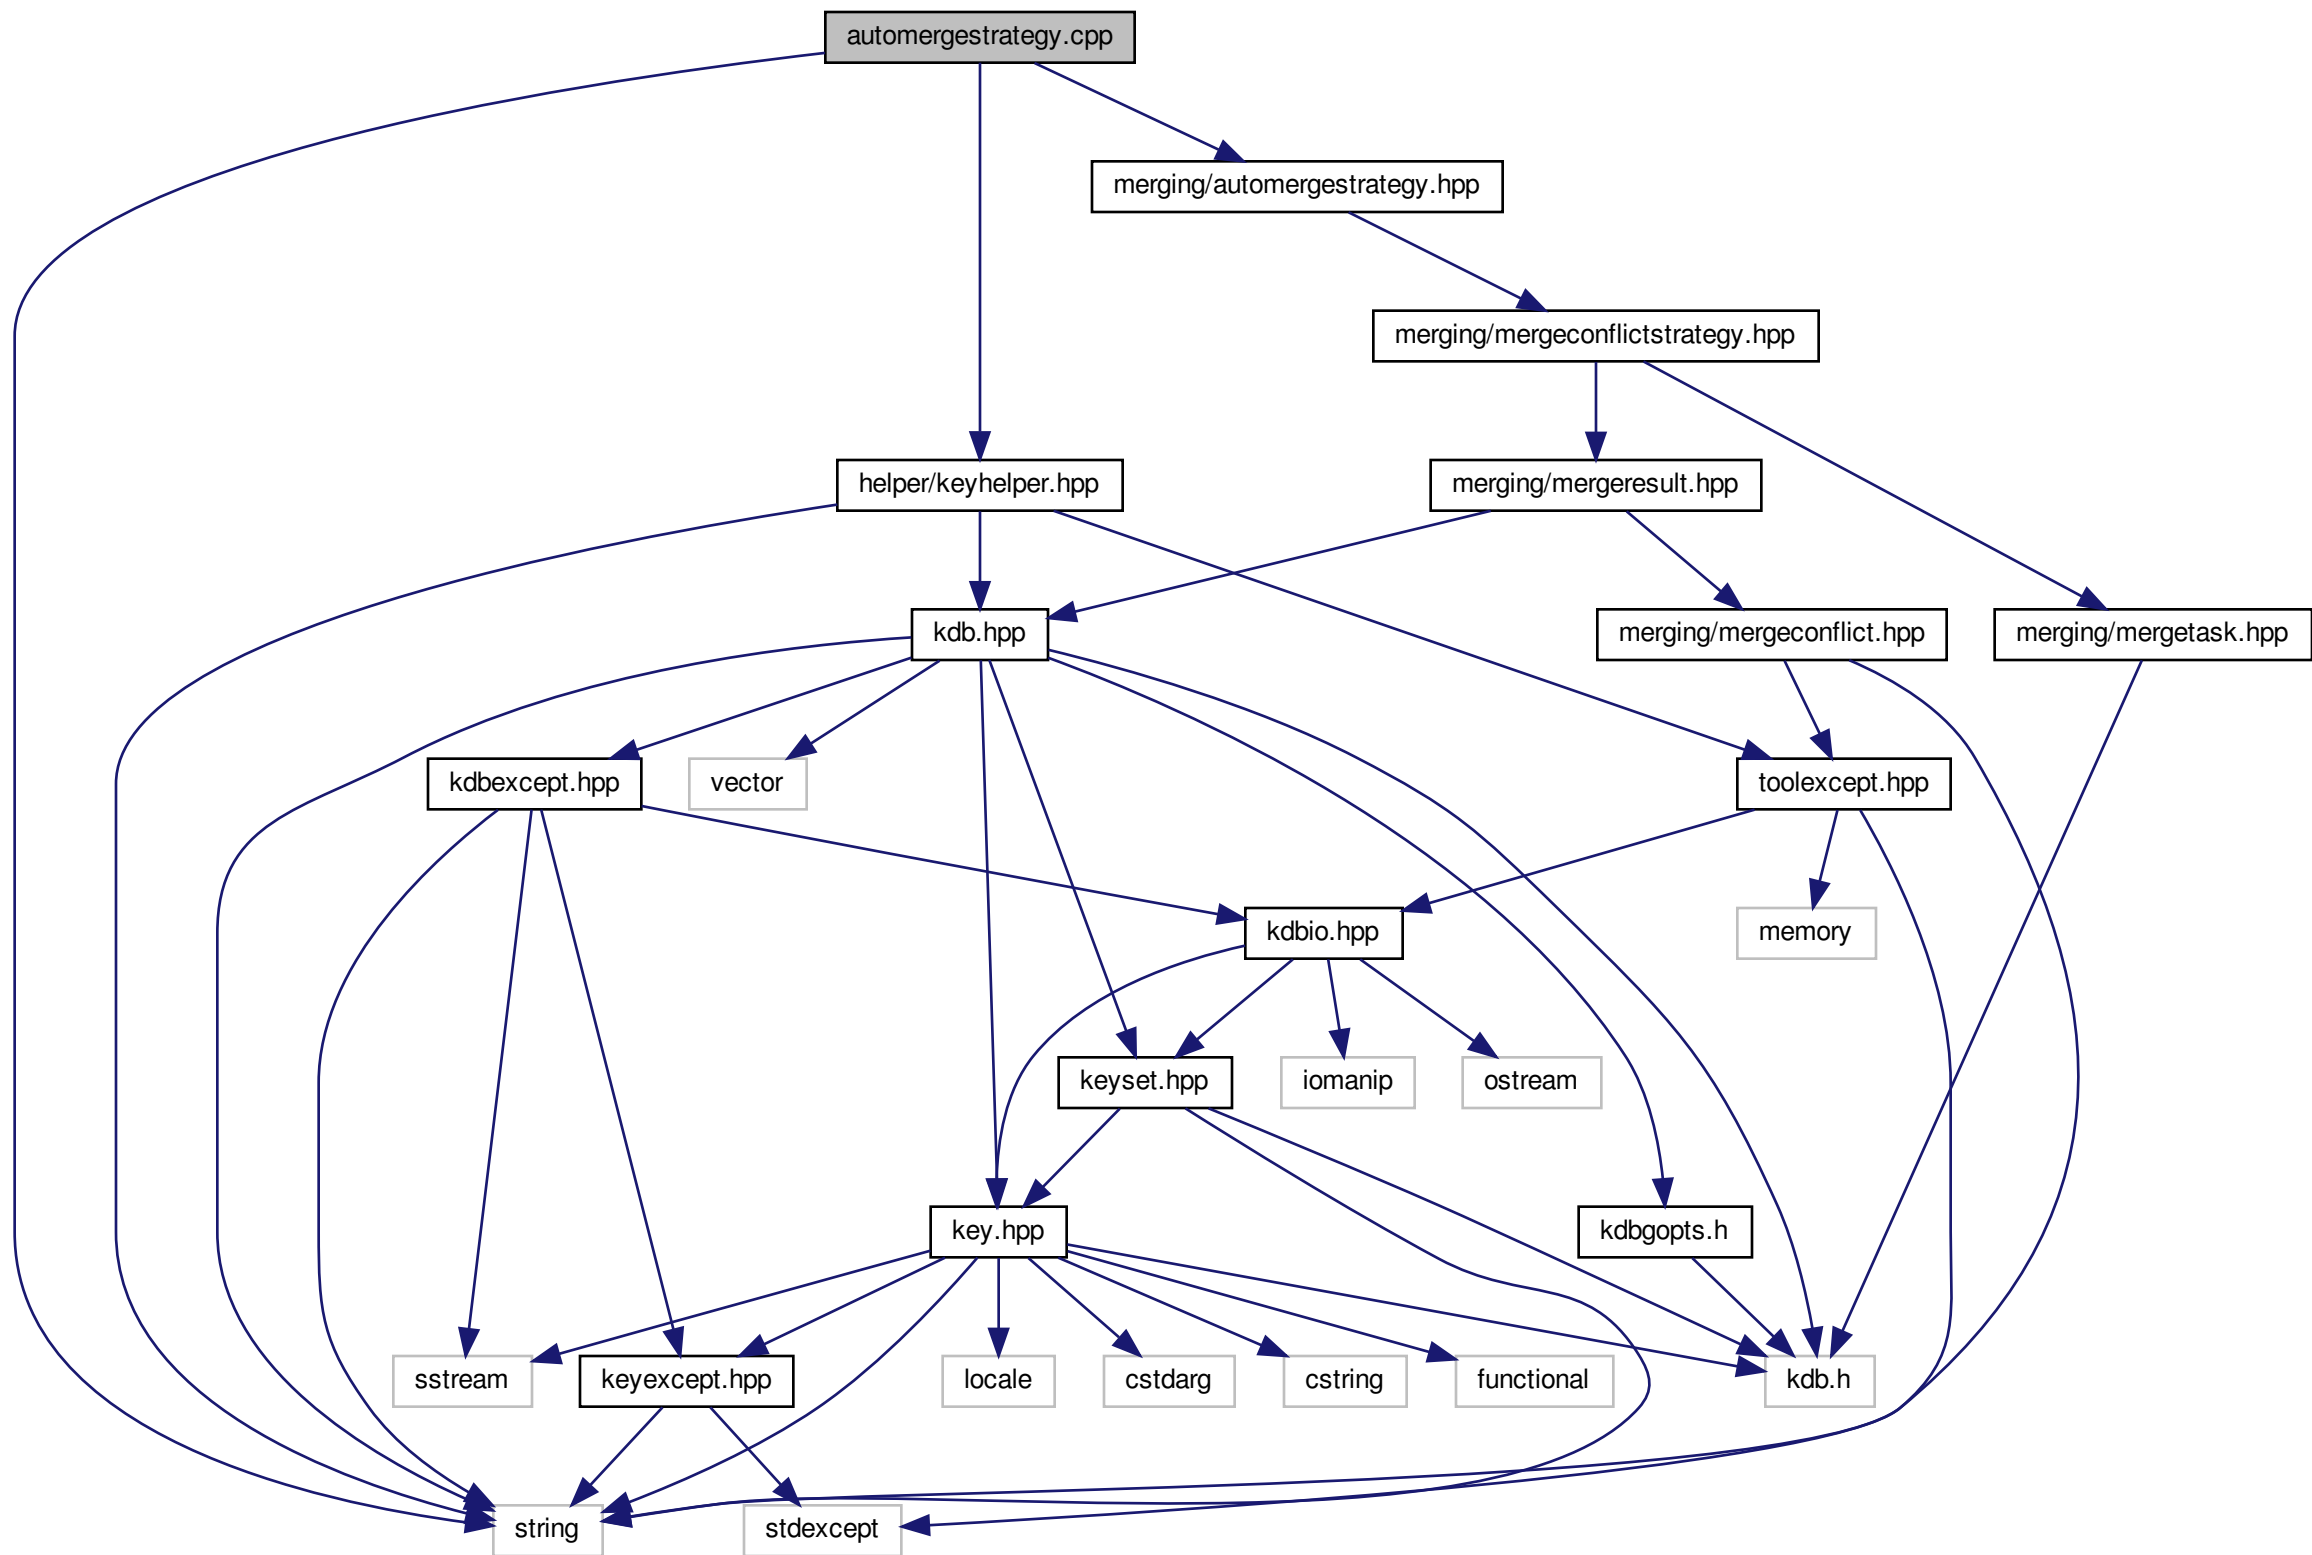 automergestrategy.cpp
merging/automergestrategy.hpp
merging/mergeconflictstrategy.hpp
helper/keyhelper.hpp
merging/mergeresult.hpp
kdb.hpp
merging/mergeconflict.hpp
merging/mergetask.hpp
kdbexcept.hpp
vector
toolexcept.hpp
kdbio.hpp
memory
keyset.hpp
iomanip
ostream
key.hpp
kdbgopts.h
sstream
keyexcept.hpp
locale
cstdarg
cstring
functional
kdb.h
string
stdexcept